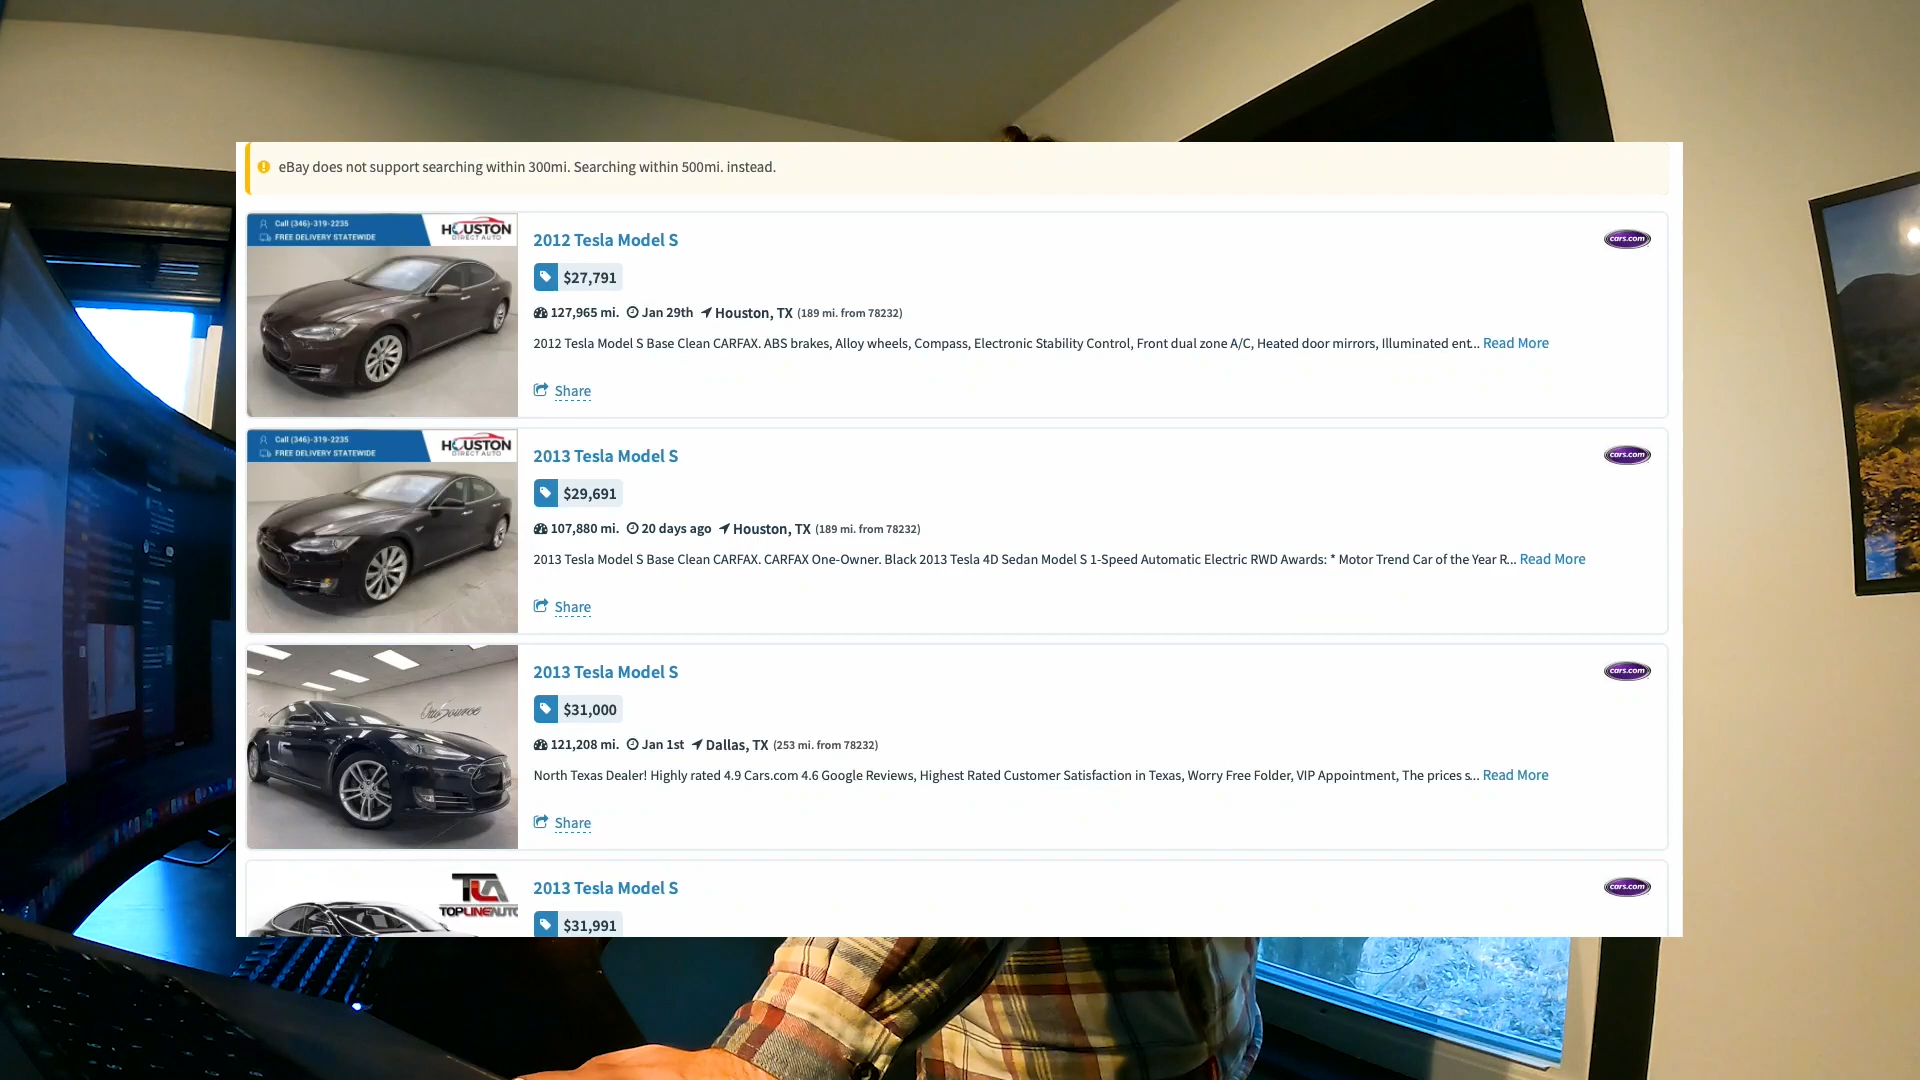 eBay does not support searching within 300mi. Searching within 500mi. instead.
Call (346)-319-2235
FREE DELIVERY STATEWIDE
HOUSTON
DIRECT AUTO
2012 Tesla Model S
cars.com
$27,791
127,965 mi. Jan 29th Houston, TX (189 mi. from 78232)
2012 Tesla Model S Base Clean CARFAX. ABS brakes, Alloy wheels, Compass, Electronic Stability Control, Front dual zone A/C, Heated door mirrors, Illuminated ent... Read More
Share
Call (346)-319-2235
FREE DELIVERY STATEWIDE
HOUSTON
DIRECT AUTO
2013 Tesla Model S
cars.com
$29,691
107,880 mi. 20 days ago Houston, TX (189 mi. from 78232)
2013 Tesla Model S Base Clean CARFAX. CARFAX One-Owner. Black 2013 Tesla 4D Sedan Model S 1-Speed Automatic Electric RWD Awards: * Motor Trend Car of the Year R... Read More
Share
2013 Tesla Model S
cars.com
$31,000
121,208 mi. Jan 1st Dallas, TX (253 mi. from 78232)
North Texas Dealer! Highly rated 4.9 Cars.com 4.6 Google Reviews, Highest Rated Customer Satisfaction in Texas, Worry Free Folder, VIP Appointment, The prices s... Read More
Share
TLA
TOPLINEAUTO
2013 Tesla Model S
cars.com
$31,991